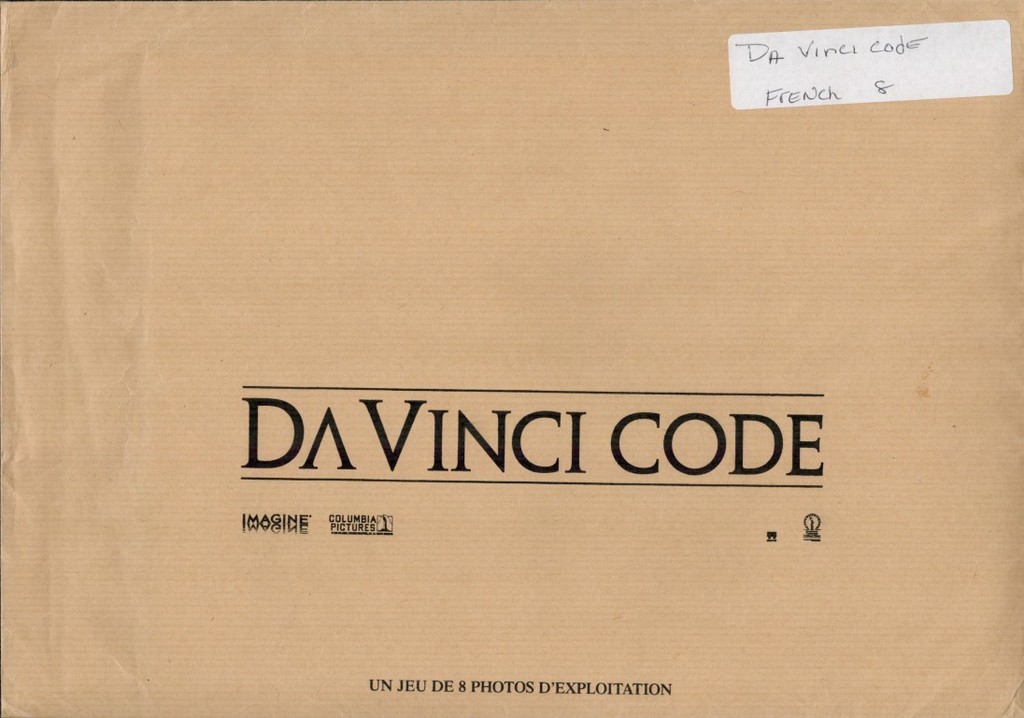 DA Vinci Code
French 8
DA VINCI CODE
IMAGINE
COLUMBIA
PICTURES
UN JEU DE 8 PHOTOS D'EXPLOITATION